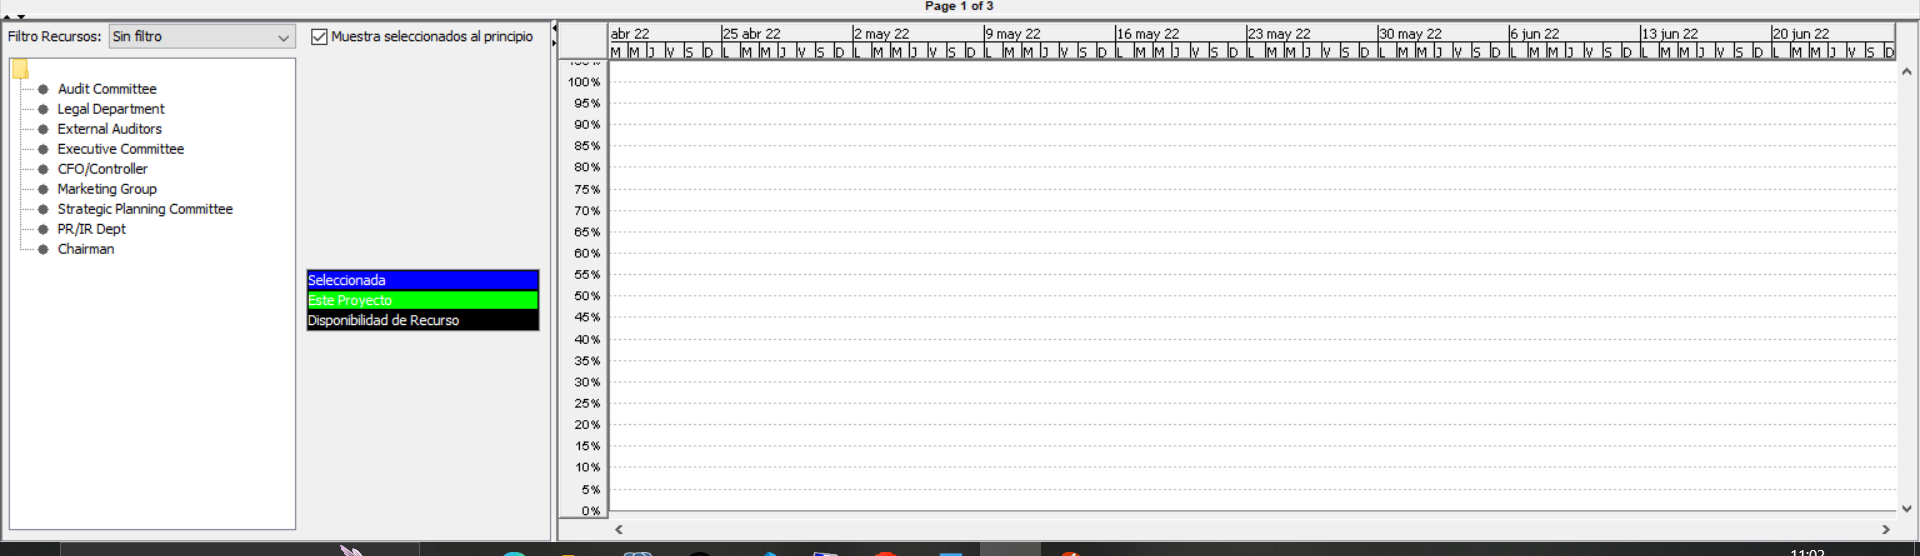 Page 1 of 3
Filtro Recursos: Sin filtro
Muestra seleccionados al principio
Audit Committee
Legal Department
External Auditors
Executive Committee
CFO/Controller
Marketing Group
Strategic Planning Committee
PR/IR Dept
Chairman
Seleccionada
Este Proyecto
Disponibilidad de Recurso
abr 22 25 abr 22 2 may 22 9 may 22 16 may 22 23 may 22 30 may 22 6 jun 22 13 jun 22 20 jun 22
M M J V S D L M M J V S D L M M J V S D L M M J V S D L M M J V S D L M M J V S D L M M J V S D L M M J V S D L M M J V S D L M M J V S D
100%
95%
90%
85%
80%
75%
70%
65%
60%
55%
50%
45%
40%
35%
30%
25%
20%
15%
10%
5%
0%
11:02